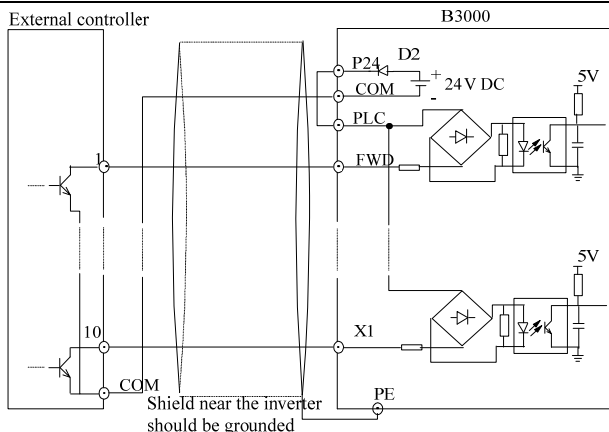 External controller
B3000
P24
D2
+
24V DC
-
COM
PLC
5V
1
FWD
5V
10
X1
COM
PE
Shield near the inverter
should be grounded